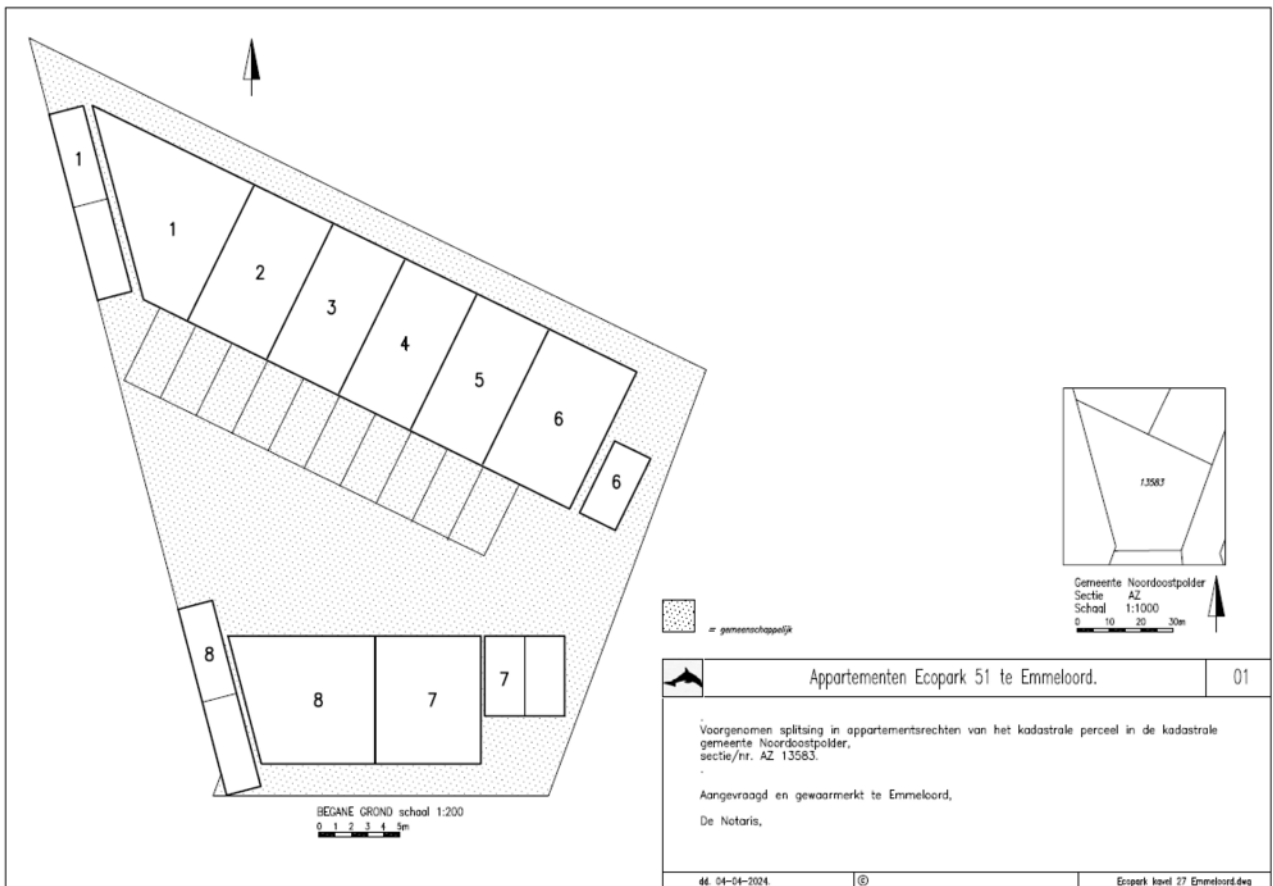 1
1
2
3
4
5
6
6
8
8
7
7
BEGANE GROND schaal 1:200
0 1 2 3 4 5m
13583
Gemeente Noordoostpolder
Sectie AZ
Schaal 1:1000
0 10 20 30m
= gemeenschappelijk
Appartementen Ecopark 51 te Emmeloord.
01
.
Voorgenomen splitsing in appartementsrechten van het kadastrale perceel in de kadastrale
gemeente Noordoostpolder,
sectie/nr. AZ 13583.
.
Aangevraagd en gewaarmerkt te Emmeloord,
De Notaris,
dd. 04-04-2024.
©
Ecopark kavel 27 Emmeloord.dwg